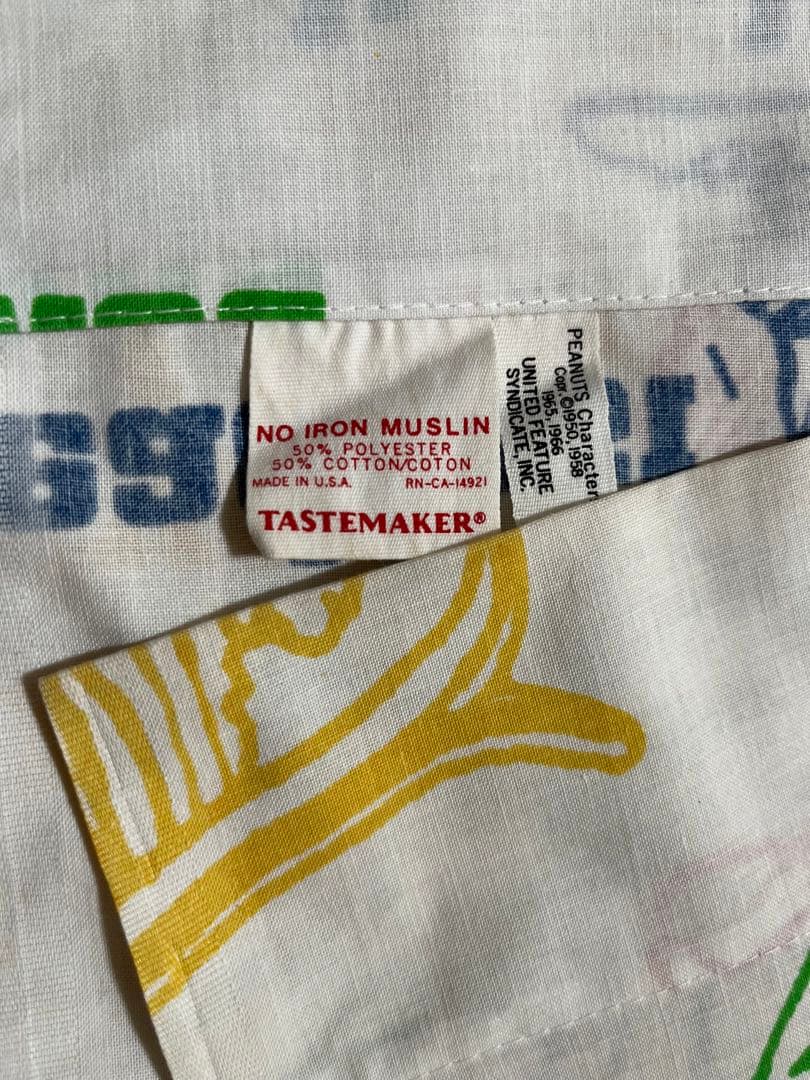 NO IRON MUSLIN
50% POLYESTER
50% COTTON/COTON
MADE IN U.S.A. RN-CA-14921
TASTEMAKER®
PEANUTS Character
Copr. ©1950, 1958
1965, 1966
UNITED FEATURE
SYNDICATE, INC.